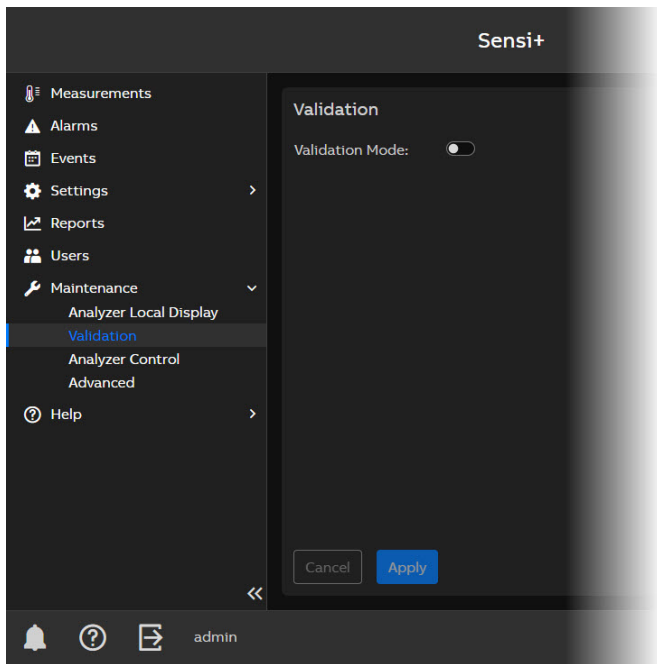 Sensi+
Measurements
Alarms
Events
Settings
Reports
Users
Maintenance
Analyzer Local Display
Validation
Analyzer Control
Advanced
Help
Validation
Validation Mode:
Cancel
Apply
admin